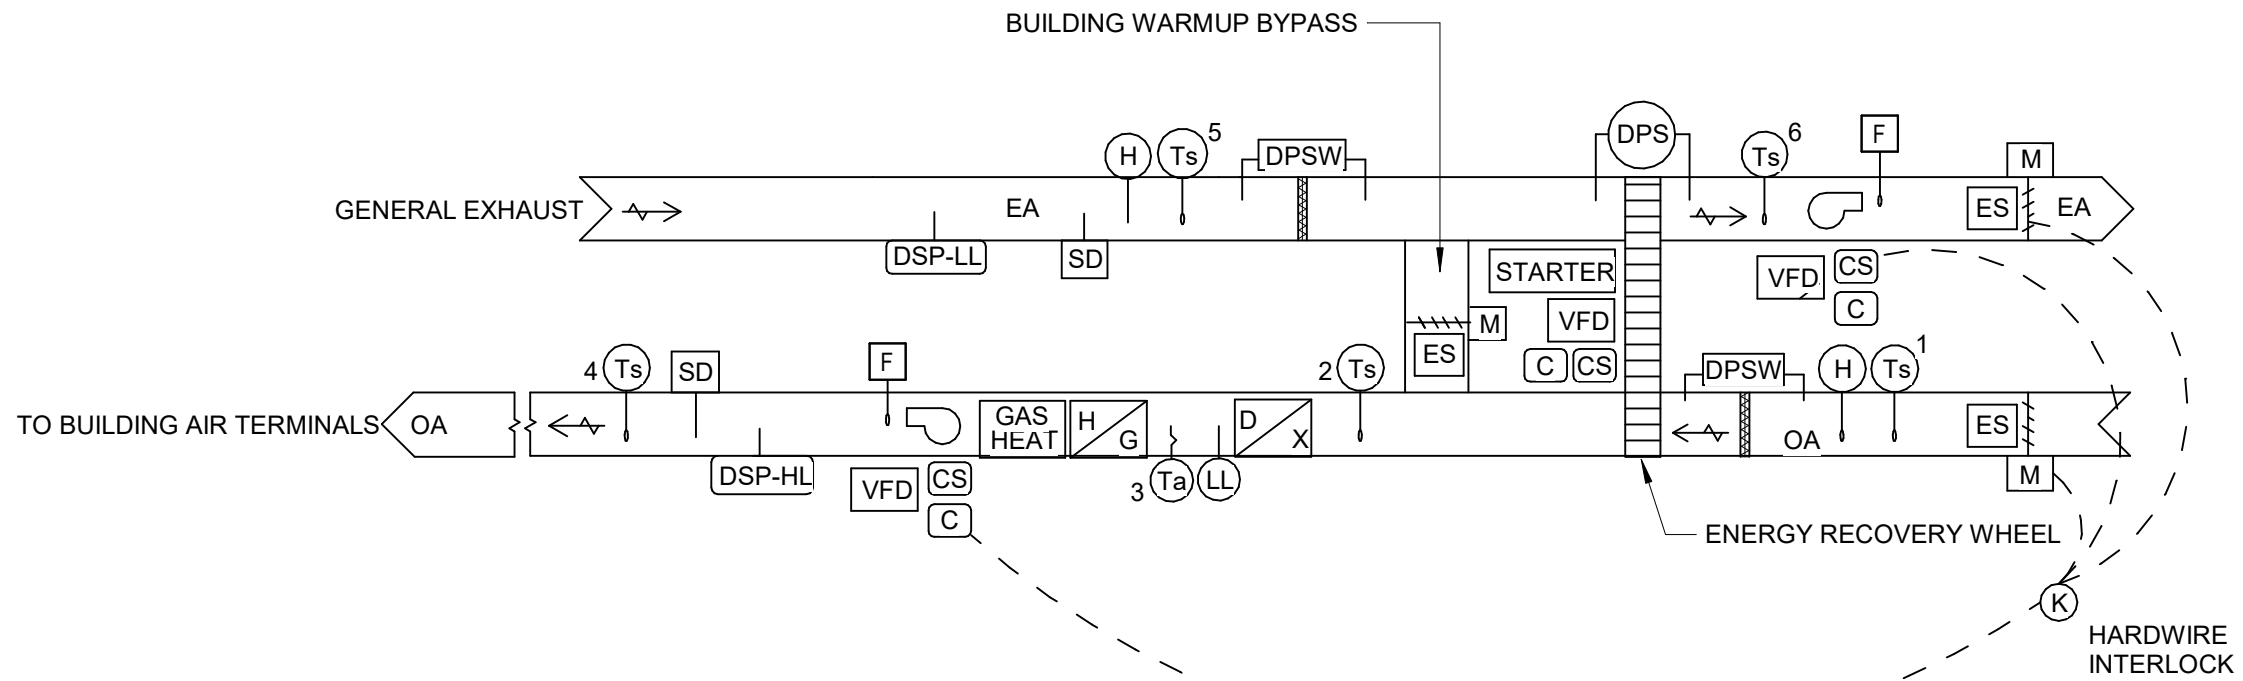 BUILDING WARMUP BYPASS
H
Ts
5
DPSW
DPS
Ts
6
F
M
GENERAL EXHAUST
EA
ES
EA
DSP-LL
SD
STARTER
VFD
CS
C
VFD
M
ES
C
CS
4
Ts
SD
F
2
Ts
DPSW
H
Ts
1
TO BUILDING AIR TERMINALS
OA
GAS
HEAT
H
G
D
X
OA
ES
M
DSP-HL
VFD
CS
C
3
Ta
LL
ENERGY RECOVERY WHEEL
K
HARDWIRE
INTERLOCK